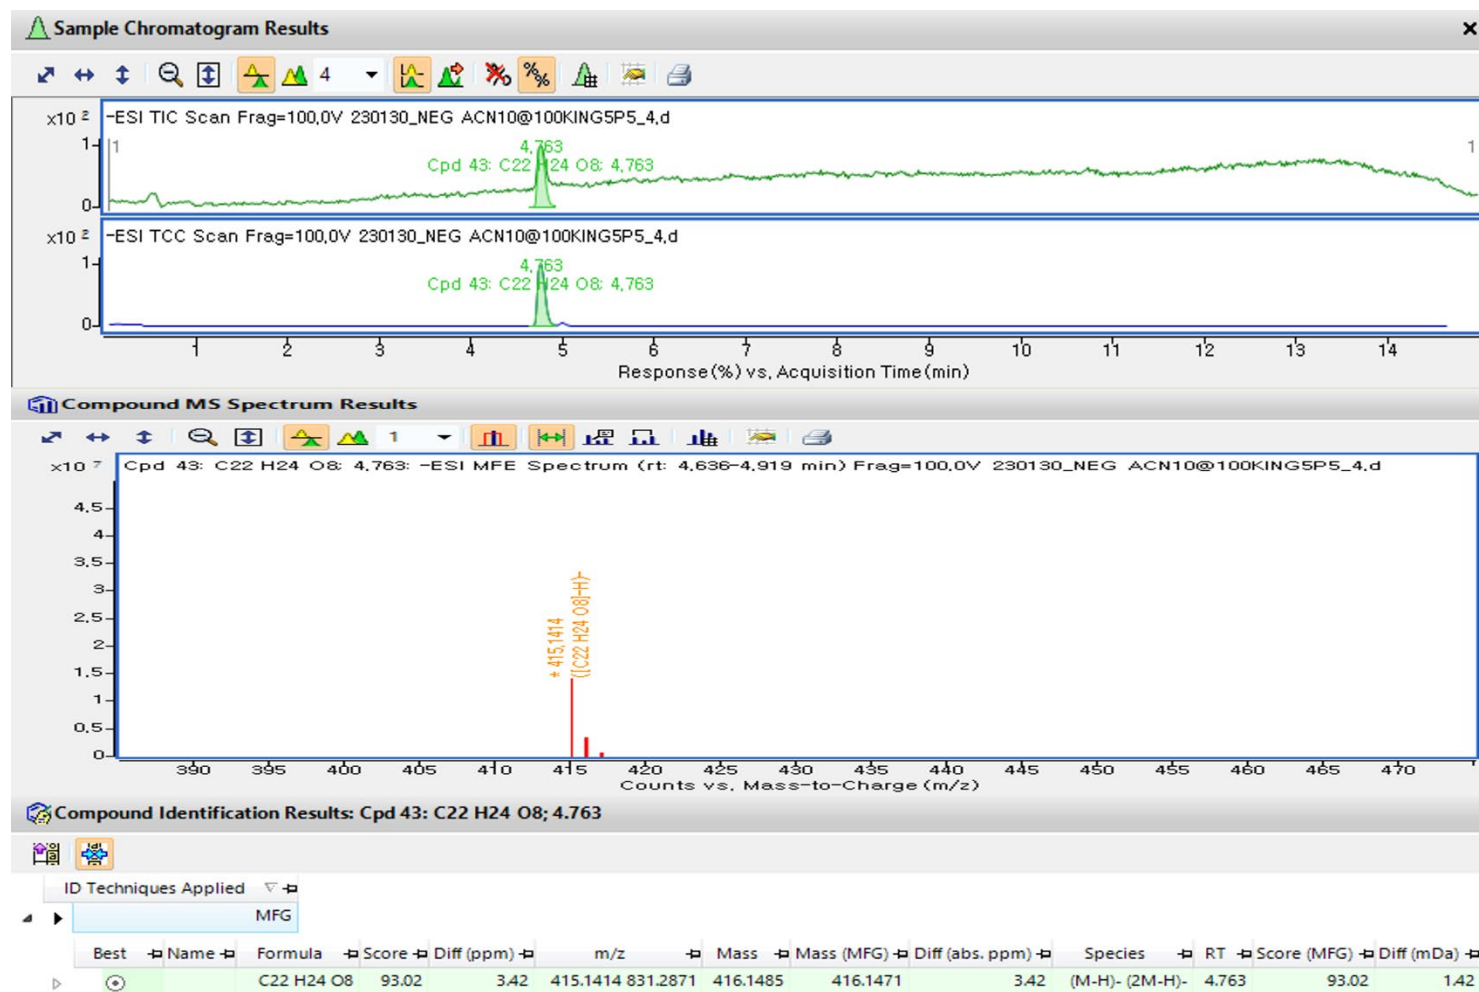 Sample Chromatogram Results
4
x10 2
-ESI TIC Scan Frag=100,0V 230130_NEG ACN10@100KING5P5_4,d
1
1
4,763
1
Cpd 43: C22 H24 O8: 4,763
0
x10 2
-ESI TCC Scan Frag=100,0V 230130_NEG ACN10@100KING5P5_4,d
1
4,763
Cpd 43: C22 H24 O8: 4,763
0
1 2 3 4 5 6 7 8 9 10 11 12 13 14
Response(%) vs, Acquisition Time(min)
Compound MS Spectrum Results
1
x10 7
Cpd 43: C22 H24 O8: 4,763: -ESI MFE Spectrum (rt: 4,636-4,919 min) Frag=100,0V 230130_NEG ACN10@100KING5P5_4,d
4,5
4
3,5
3
2,5
2
1,5
1
0,5
0
* 415,1414
([C22 H24 O8]-H)-
390 395 400 405 410 415 420 425 430 435 440 445 450 455 460 465 470
Counts vs, Mass-to-Charge (m/z)
Compound Identification Results: Cpd 43: C22 H24 O8; 4.763
ID Techniques Applied
MFG
Best Name Formula Score Diff (ppm) m/z Mass Mass (MFG) Diff (abs. ppm) Species RT Score (MFG) Diff (mDa)
C22 H24 O8 93.02 3.42 415.1414 831.2871 416.1485 416.1471 3.42 (M-H)- (2M-H)- 4.763 93.02 1.42